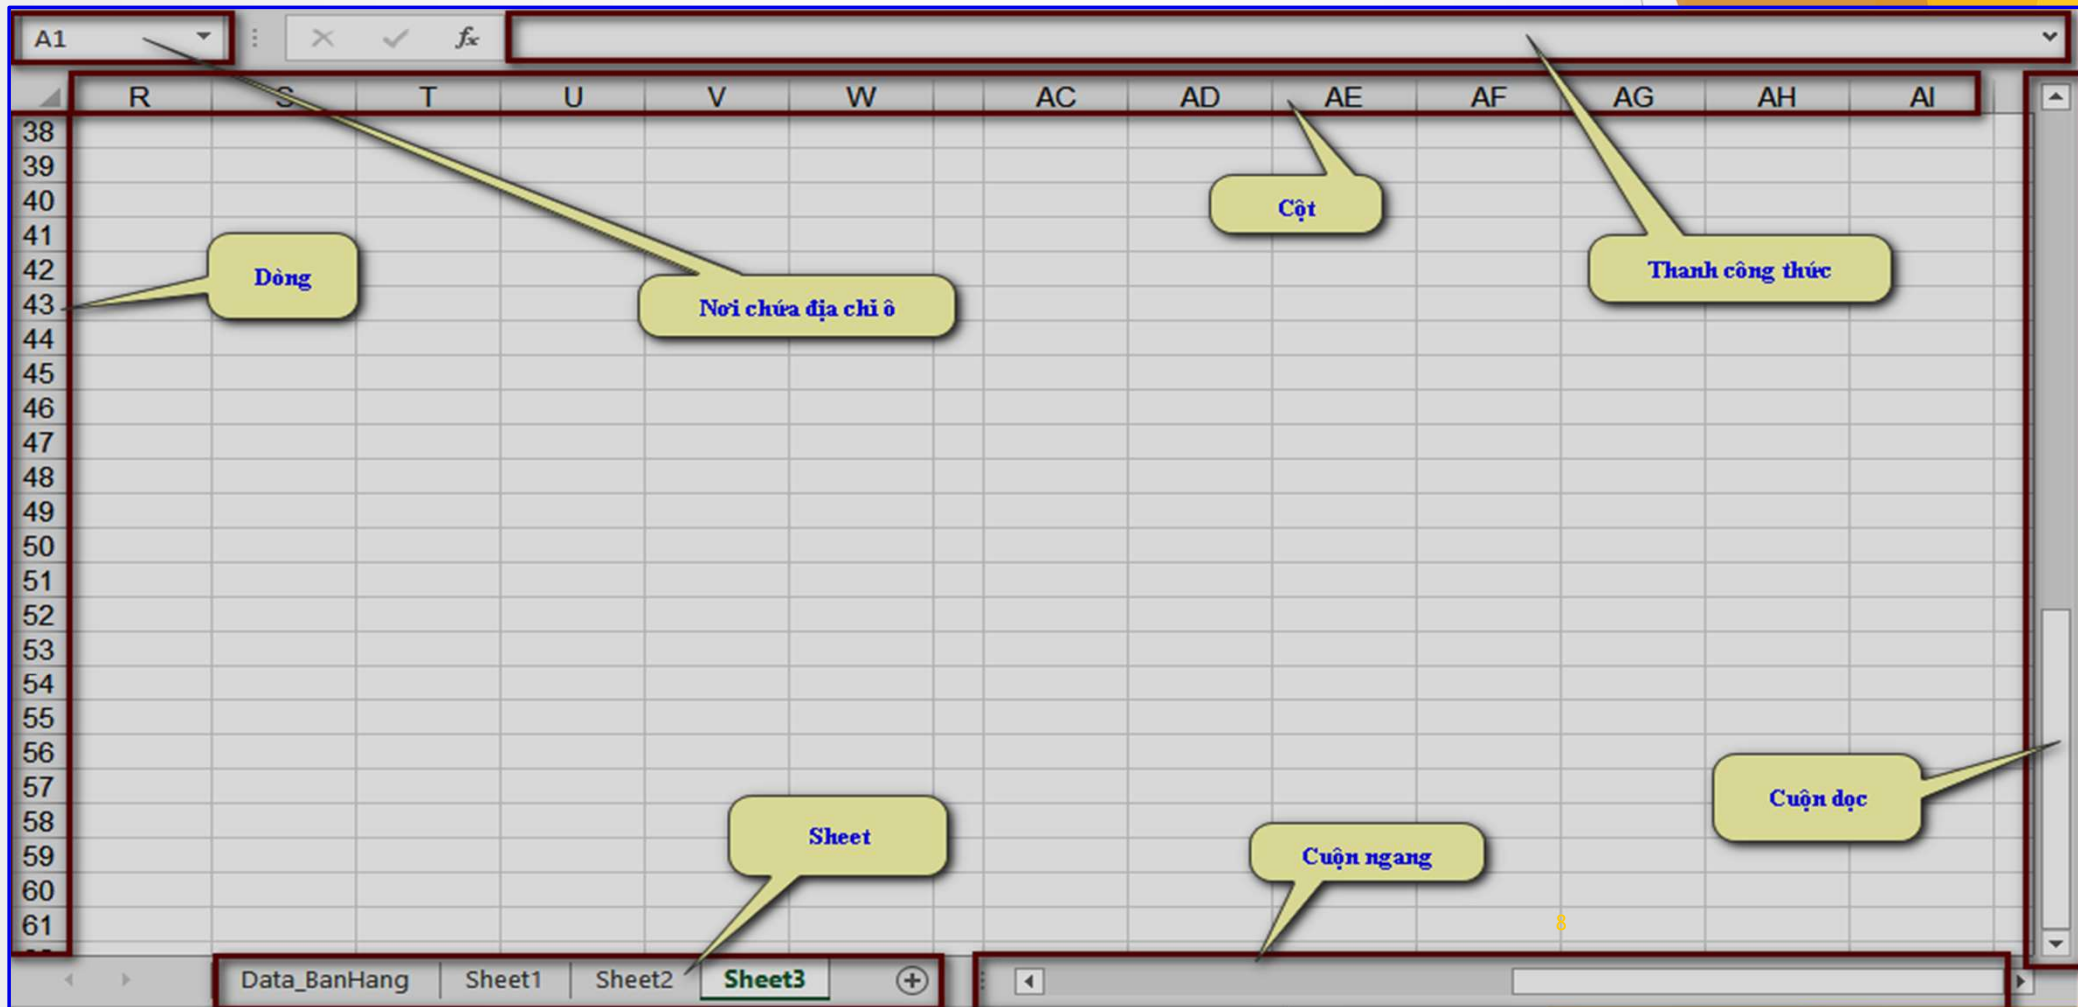 A1 fx
R S T U V W AC AD AE AF AG AH AI
38
39
40
Cột
41
42
Dòng
Thanh công thức
43
Nơi chứa địa chỉ ô
44
45
46
47
48
49
50
51
52
53
54
55
56
57
Cuộn dọc
58
Sheet
59
Cuộn ngang
60
61
8
Data_BanHang Sheet1 Sheet2 Sheet3